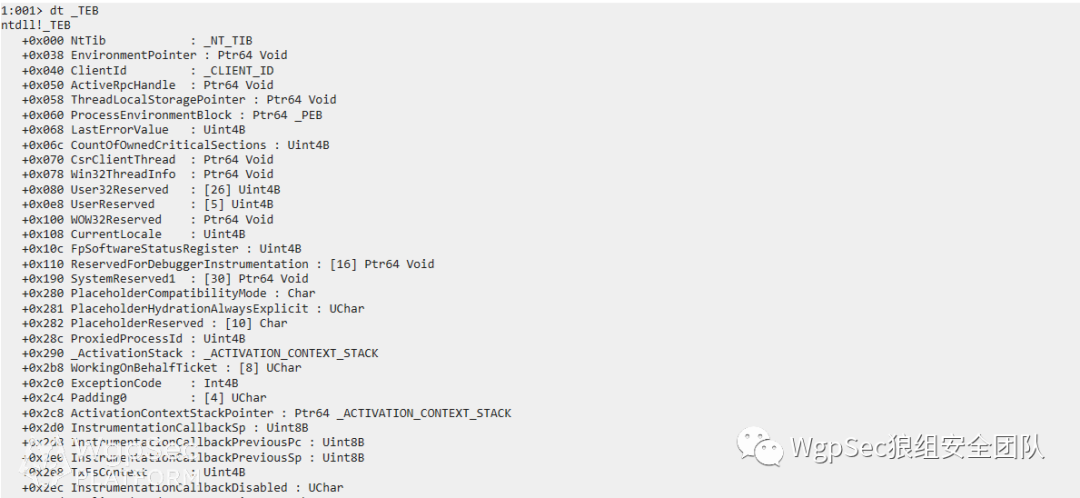 1:001> dt _TEB
ntdll!_TEB
+0x000 NtTib : _NT_TIB
+0x038 EnvironmentPointer : Ptr64 Void
+0x040 ClientId : _CLIENT_ID
+0x050 ActiveRpcHandle : Ptr64 Void
+0x058 ThreadLocalStoragePointer : Ptr64 Void
+0x060 ProcessEnvironmentBlock : Ptr64 _PEB
+0x068 LastErrorValue : Uint4B
+0x06c CountOfOwnedCriticalSections : Uint4B
+0x070 CsrClientThread : Ptr64 Void
+0x078 Win32ThreadInfo : Ptr64 Void
+0x080 User32Reserved : [26] Uint4B
+0x0e8 UserReserved : [5] Uint4B
+0x100 WOW32Reserved : Ptr64 Void
+0x108 CurrentLocale : Uint4B
+0x10c FpSoftwareStatusRegister : Uint4B
+0x110 ReservedForDebuggerInstrumentation : [16] Ptr64 Void
+0x190 SystemReserved1 : [30] Ptr64 Void
+0x280 PlaceholderCompatibilityMode : Char
+0x281 PlaceholderHydrationAlwaysExplicit : UChar
+0x282 PlaceholderReserved : [10] Char
+0x28c ProxiedProcessId : Uint4B
+0x290 _ActivationStack : _ACTIVATION_CONTEXT_STACK
+0x2b8 WorkingOnBehalfTicket : [8] UChar
+0x2c0 ExceptionCode : Int4B
+0x2c4 Padding0 : [4] UChar
+0x2c8 ActivationContextStackPointer : Ptr64 _ACTIVATION_CONTEXT_STACK
+0x2d0 InstrumentationCallbackSp : Uint8B
InstrumentationCallbackPreviousPc : Uint8B
InstrumentationCallbackPreviousSp : Uint8B
+0x2e8 TxFsContext : Uint4B
+0x2ec InstrumentationCallbackDisabled : UChar
WgpSec
PLATFORM
WgpSec狼组安全团队